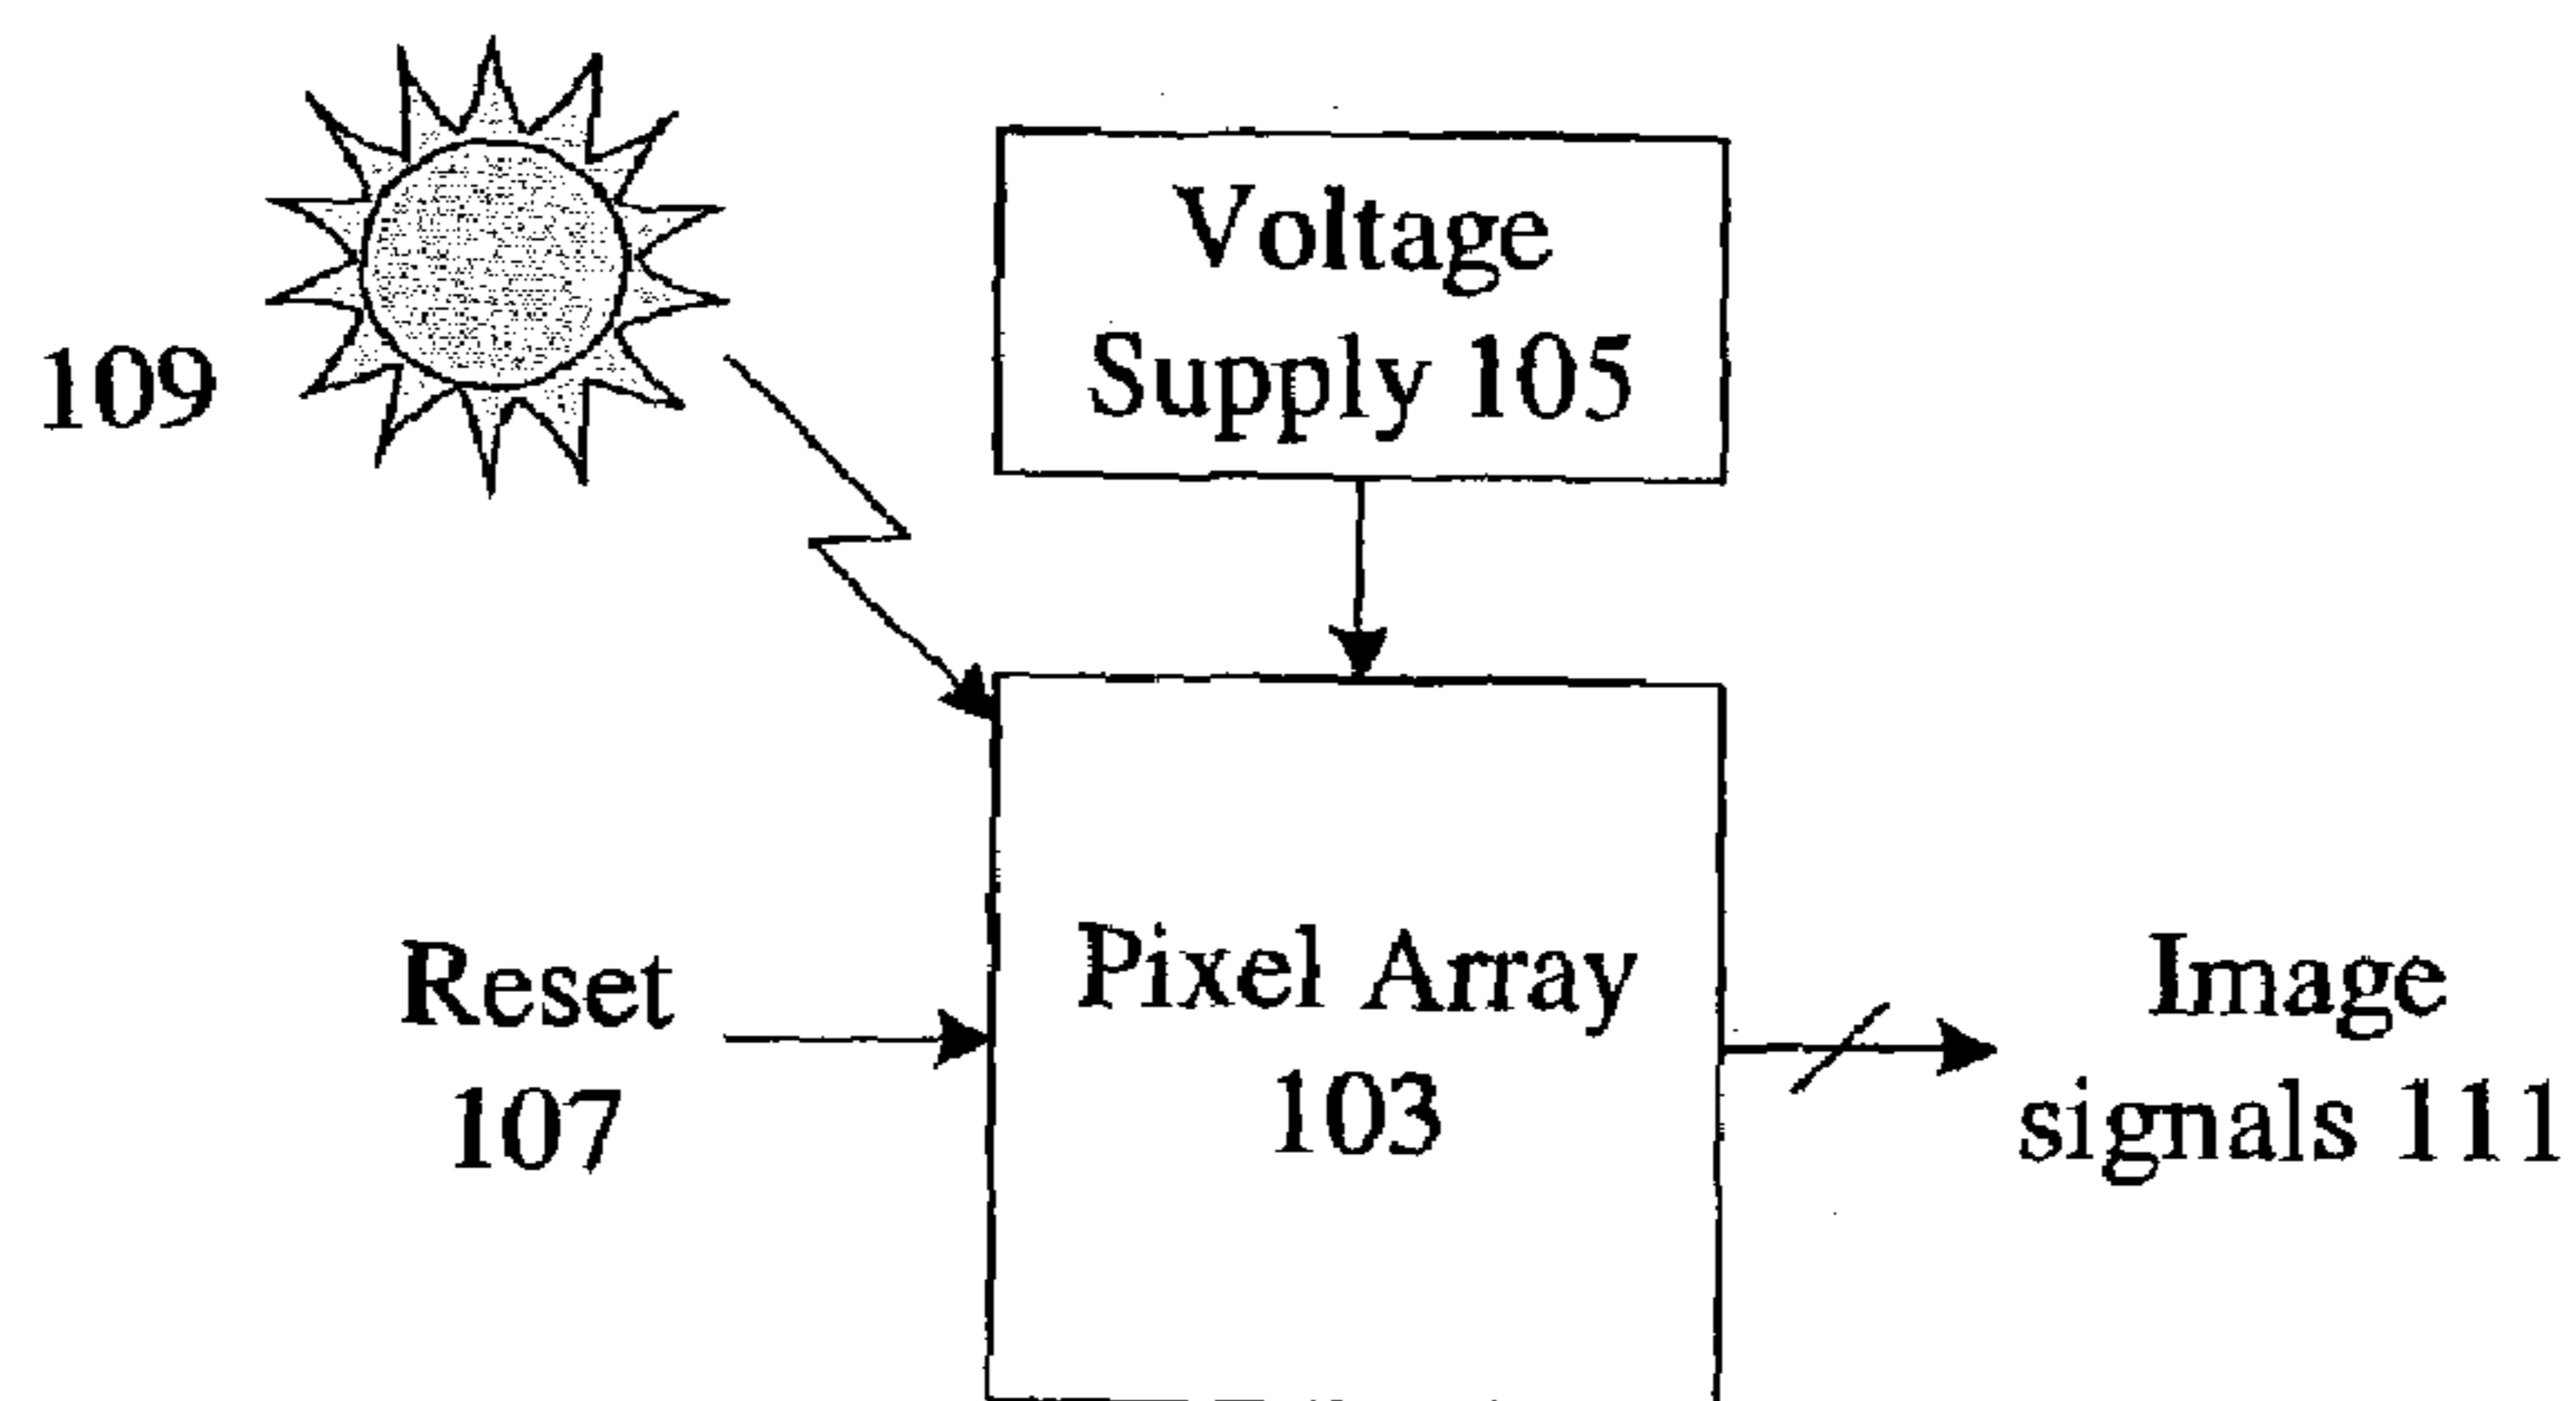 109
Voltage
Supply 105
Reset
107
Pixel Array
103
Image
signals 111